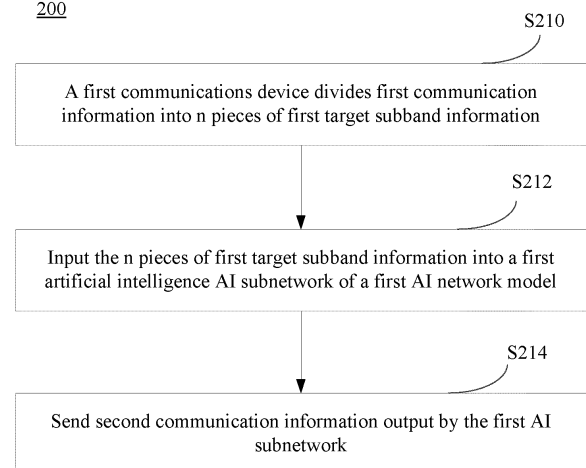 200
S210
A first communications device divides first communication
information into n pieces of first target subband information
S212
Input the n pieces of first target subband information into a first
artificial intelligence AI subnetwork of a first AI network model
S214
Send second communication information output by the first AI
subnetwork